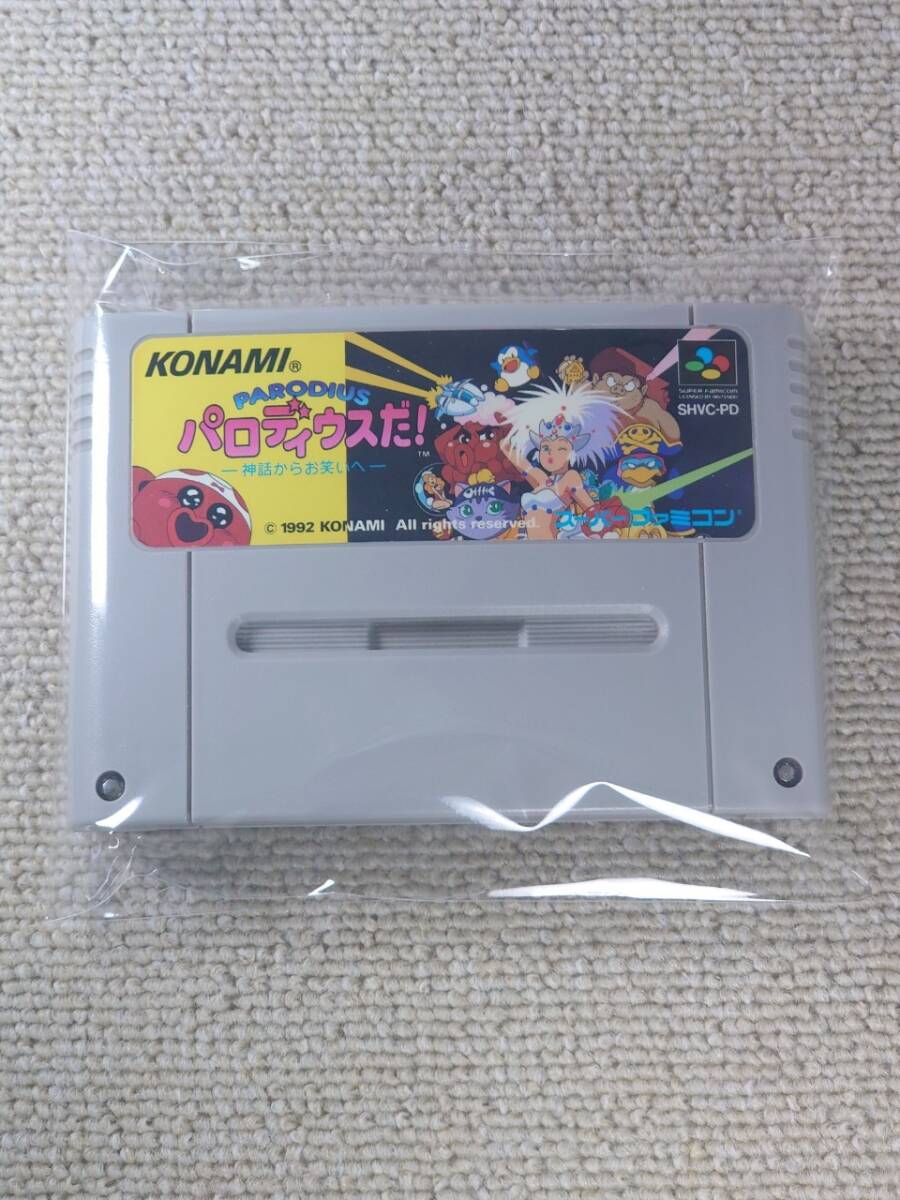 KONAMI®
PARODIUS
パロディウスだ!
TM
—神話からお笑いへ—
© 1992 KONAMI All rights reserved.
SUPER Famicom
LICENSED BY NINTENDO
SHVC-PD
スーパーファミコン